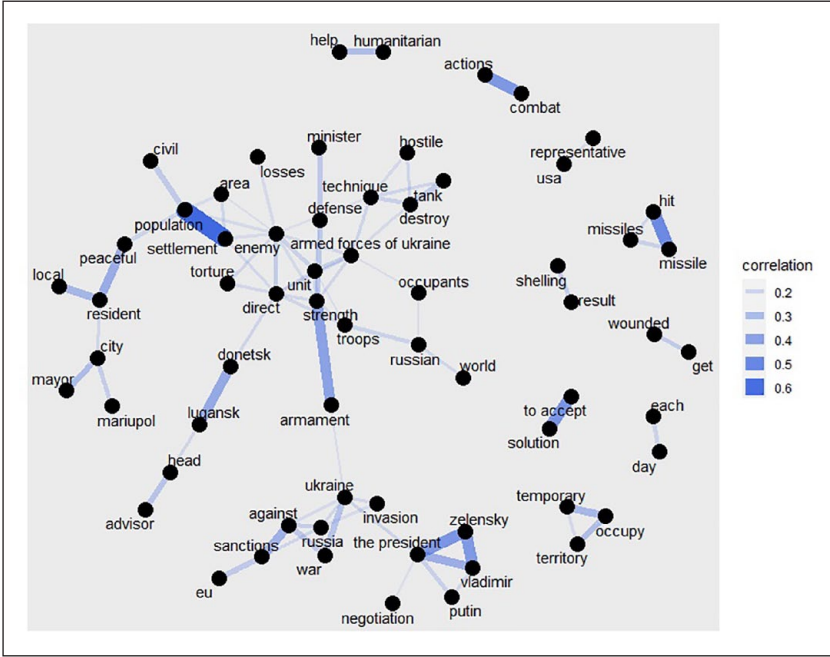 help humanitarian
actions
combat
minister
hostile
representative
usa
civil
losses
area
technique
tank
destroy
hit
missiles
missile
population
defense
settlement enemy armed forces of ukraine
peaceful
local
torture
unit
occupants
shelling
result
resident
direct
strength
troops
wounded
get
city
donetsk
russian
world
mayor
mariupol
lugansk
armament
to accept
solution
each
day
head
advisor
ukraine
invasion
against
sanctions
russia
war
eu
the president
zelensky
vladimir
putin
negotiation
temporary
occupy
territory
correlation
0.2
0.3
0.4
0.5
0.6